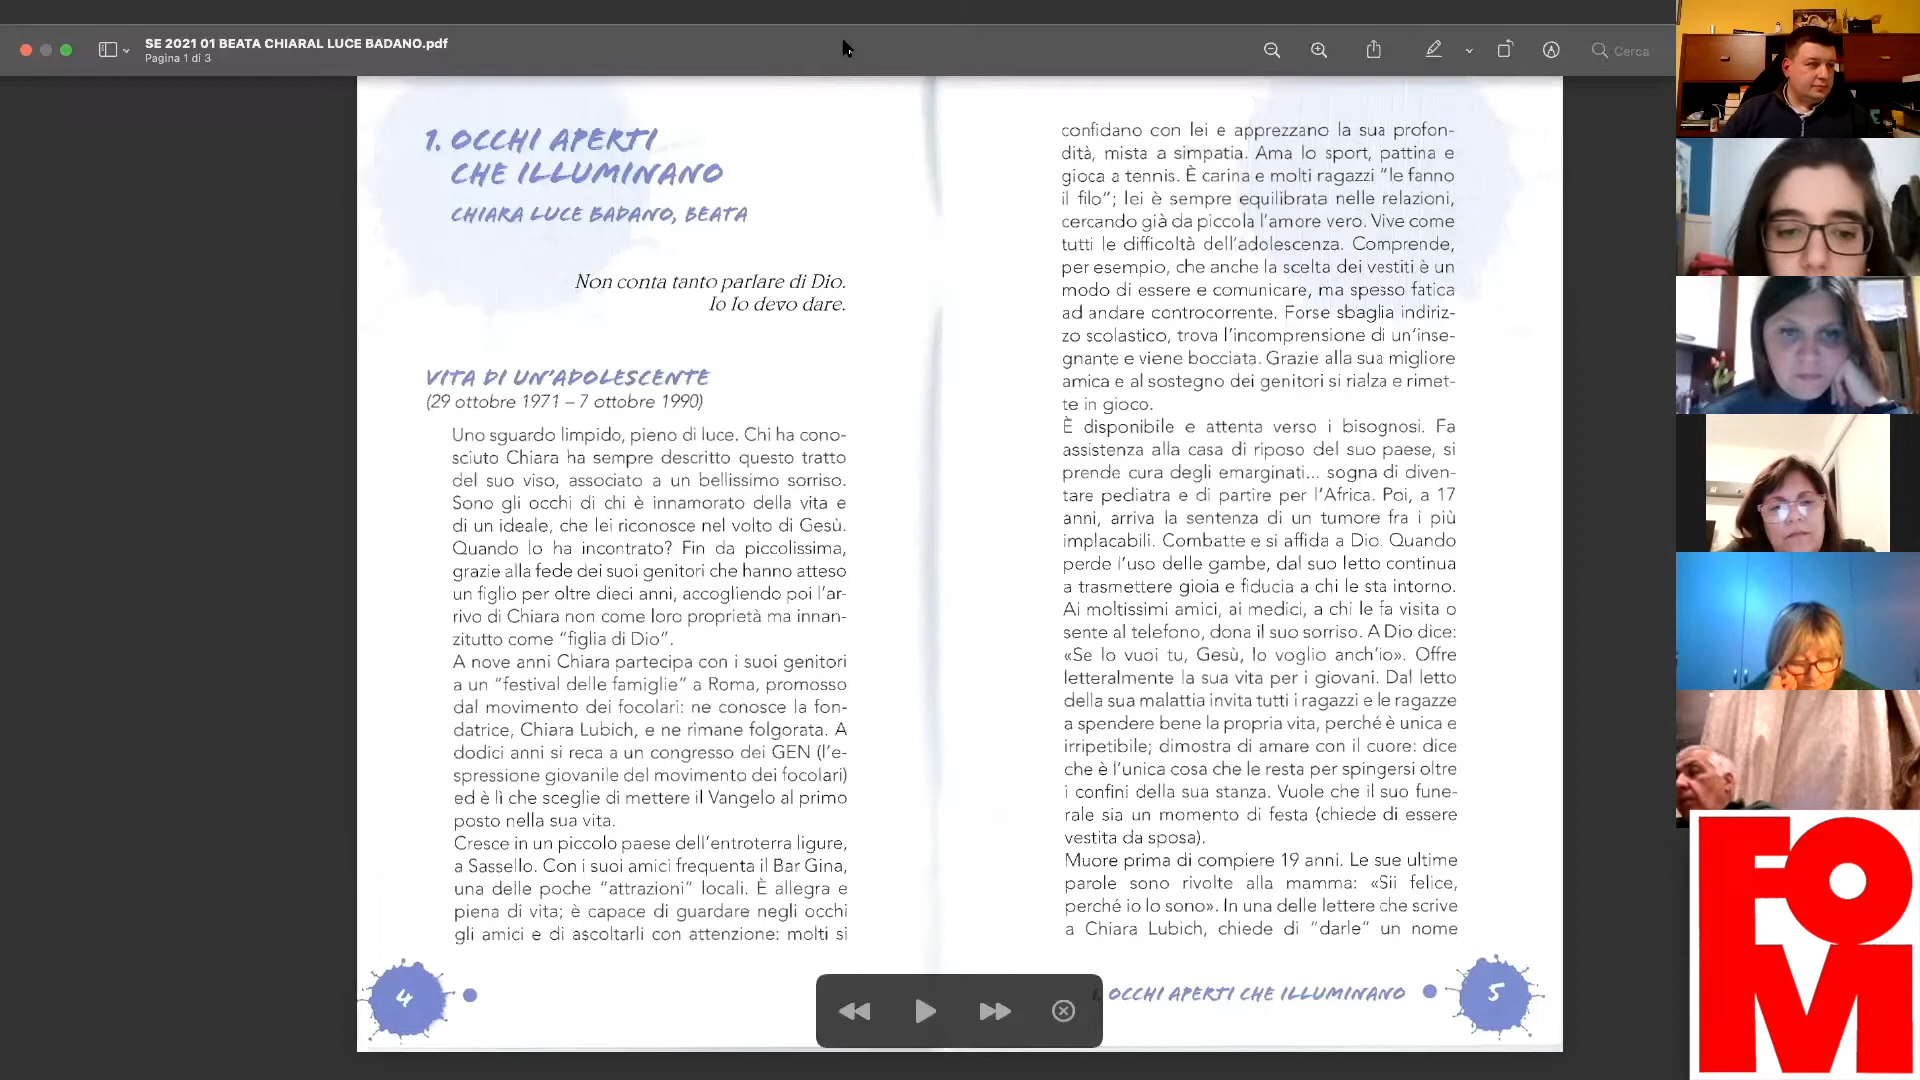 SE 2021 01 BEATA CHIARAL LUCE BADANO.pdf
Pagina 1 di 3
Cerca
1. OCCHI APERTI
CHE ILLUMINANO
CHIARA LUCE BADANO, BEATA
Non conta tanto parlare di Dio.
Io lo devo dare.
VITA DI UN'ADOLESCENTE
(29 ottobre 1971 – 7 ottobre 1990)
Uno sguardo limpido, pieno di luce. Chi ha cono-
sciuto Chiara ha sempre descritto questo tratto
del suo viso, associato a un bellissimo sorriso.
Sono gli occhi di chi è innamorato della vita e
di un ideale, che lei riconosce nel volto di Gesù.
Quando lo ha incontrato? Fin da piccolissima,
grazie alla fede dei suoi genitori che hanno atteso
un figlio per oltre dieci anni, accogliendo poi l'ar-
rivo di Chiara non come loro proprietà ma innan-
zitutto come "figlia di Dio".
A nove anni Chiara partecipa con i suoi genitori
a un "festival delle famiglie" a Roma, promosso
dal movimento dei focolari: ne conosce la fon-
datrice, Chiara Lubich, e ne rimane folgorata. A
dodici anni si reca a un congresso dei GEN (l'e-
spressione giovanile del movimento dei focolari)
ed è lì che sceglie di mettere il Vangelo al primo
posto nella sua vita.
Cresce in un piccolo paese dell'entroterra ligure,
a Sassello. Con i suoi amici frequenta il Bar Gina,
una delle poche "attrazioni" locali. È allegra e
piena di vita; è capace di guardare negli occhi
gli amici e di ascoltarli con attenzione: molti si
4
confidano con lei e apprezzano la sua profon-
dità, mista a simpatia. Ama lo sport, pattina e
gioca a tennis. È carina e molti ragazzi "le fanno
il filo"; lei è sempre equilibrata nelle relazioni,
cercando già da piccola l'amore vero. Vive come
tutti le difficoltà dell'adolescenza. Comprende,
per esempio, che anche la scelta dei vestiti è un
modo di essere e comunicare, ma spesso fatica
ad andare controcorrente. Forse sbaglia indiriz-
zo scolastico, trova l'incomprensione di un'inse-
gnante e viene bocciata. Grazie alla sua migliore
amica e al sostegno dei genitori si rialza e rimet-
te in gioco.
È disponibile e attenta verso i bisognosi. Fa
assistenza alla casa di riposo del suo paese, si
prende cura degli emarginati... sogna di diven-
tare pediatra e di partire per l'Africa. Poi, a 17
anni, arriva la sentenza di un tumore fra i più
implacabili. Combatte e si affida a Dio. Quando
perde l'uso delle gambe, dal suo letto continua
a trasmettere gioia e fiducia a chi le sta intorno.
Ai moltissimi amici, ai medici, a chi le fa visita o
sente al telefono, dona il suo sorriso. A Dio dice:
«Se lo vuoi tu, Gesù, lo voglio anch'io». Offre
letteralmente la sua vita per i giovani. Dal letto
della sua malattia invita tutti i ragazzi e le ragazze
a spendere bene la propria vita, perché è unica e
irripetibile; dimostra di amare con il cuore: dice
che è l'unica cosa che le resta per spingersi oltre
i confini della sua stanza. Vuole che il suo fune-
rale sia un momento di festa (chiede di essere
vestita da sposa).
Muore prima di compiere 19 anni. Le sue ultime
parole sono rivolte alla mamma: «Sii felice,
perché io lo sono». In una delle lettere che scrive
a Chiara Lubich, chiede di "darle" un nome
1. OCCHI APERTI CHE ILLUMINANO
5
FOM